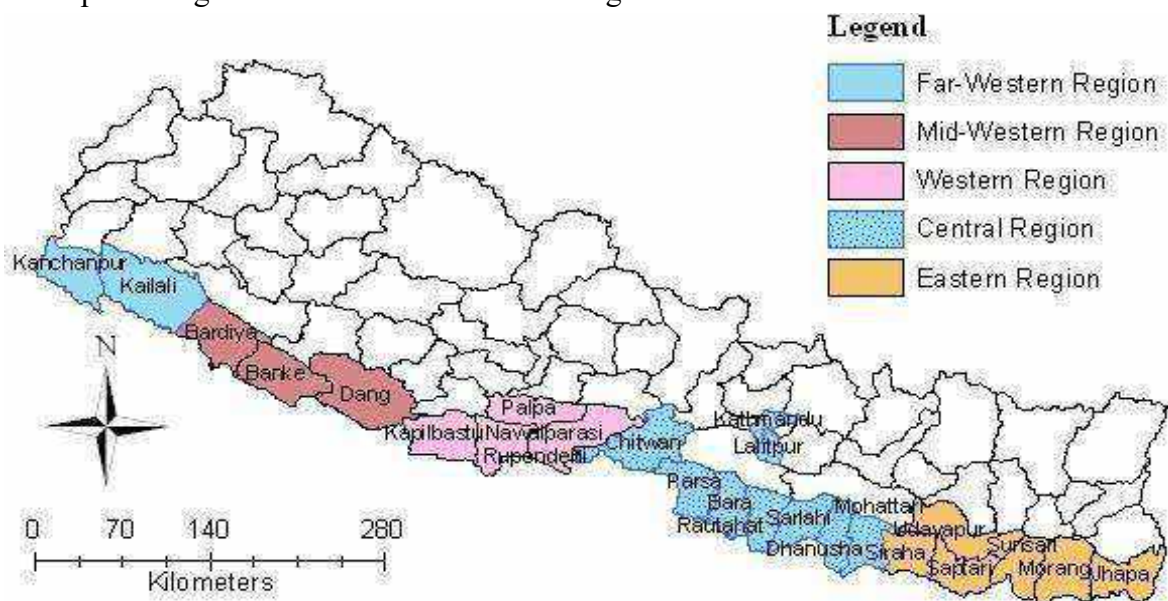 Legend
Far-Western Region
Mid-Western Region
Western Region
Central Region
Eastern Region
Kanchanpur
Kailali
Bardiya
N
Banke
Dang
Palpa
Kapilbastu
Nawalparasi
Rupendehi
Chitwan
Kathmandu
Lalitpur
Parsa
Bara
Rautahat
Sarlahi
Mohattari
Dhanusha
Udayapur
Siraha
Saptari
Sunsari
Morang
Jhapa
0 70 140 280
Kilometers